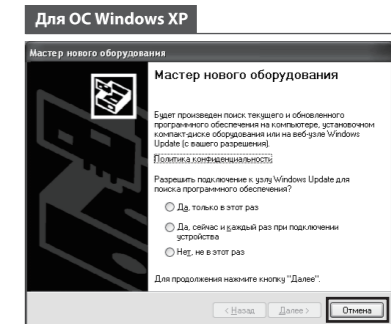 Для ОС Windows XP
Мастер нового оборудования
Мастер нового оборудования
Будет произведен поиск текущего и обновленного
программного обеспечения на компьютере, установочном
компакт-диске оборудования или на веб-узле Windows
Update (с вашего разрешения).
Политика конфиденциальности
Разрешить подключение к узлу Windows Update для
поиска программного обеспечения?
Да, только в этот раз
Да, сейчас и каждый раз при подключении
устройства
Нет, не в этот раз
Для продолжения нажмите кнопку "Далее".
< Назад Далее > Отмена